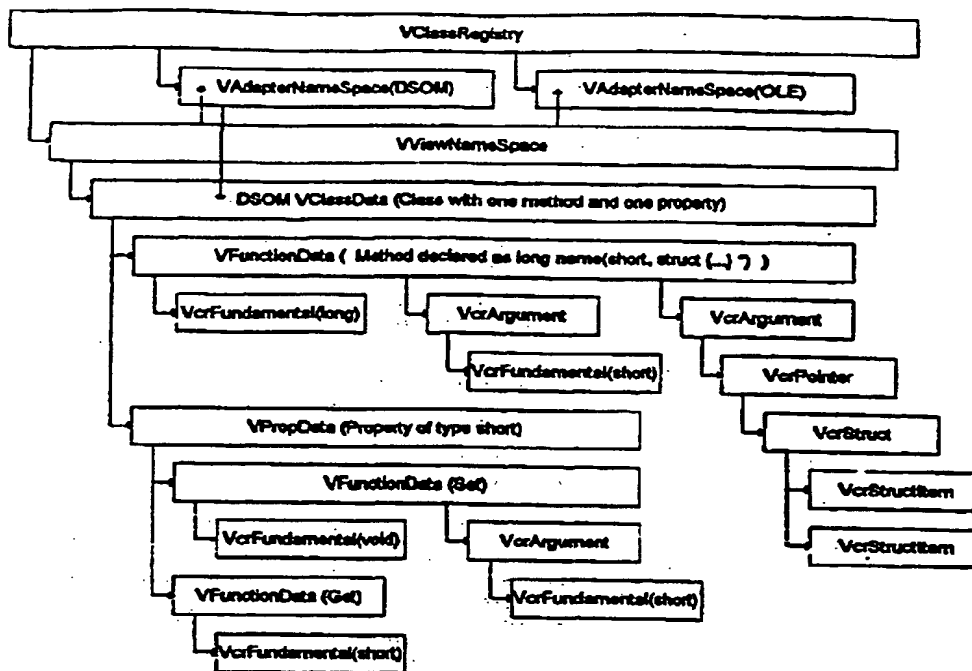 VClassRegistry
VAdapterNameSpace(DSOM)
VAdapterNameSpace(OLE)
VViewNameSpace
DSOM VClassData (Class with one method and one property)
VFunctionData ( Method declared as long name(short, struct {...} *) )
VcrFundamental(long)
VcrArgument
VcrArgument
VcrFundamental(short)
VcrPointer
VPropData (Property of type short)
VcrStruct
VFunctionData (Set)
VcrStructItem
VcrFundamental(void)
VcrArgument
VcrStructItem
VFunctionData (Get)
VcrFundamental(short)
VcrFundamental(short)